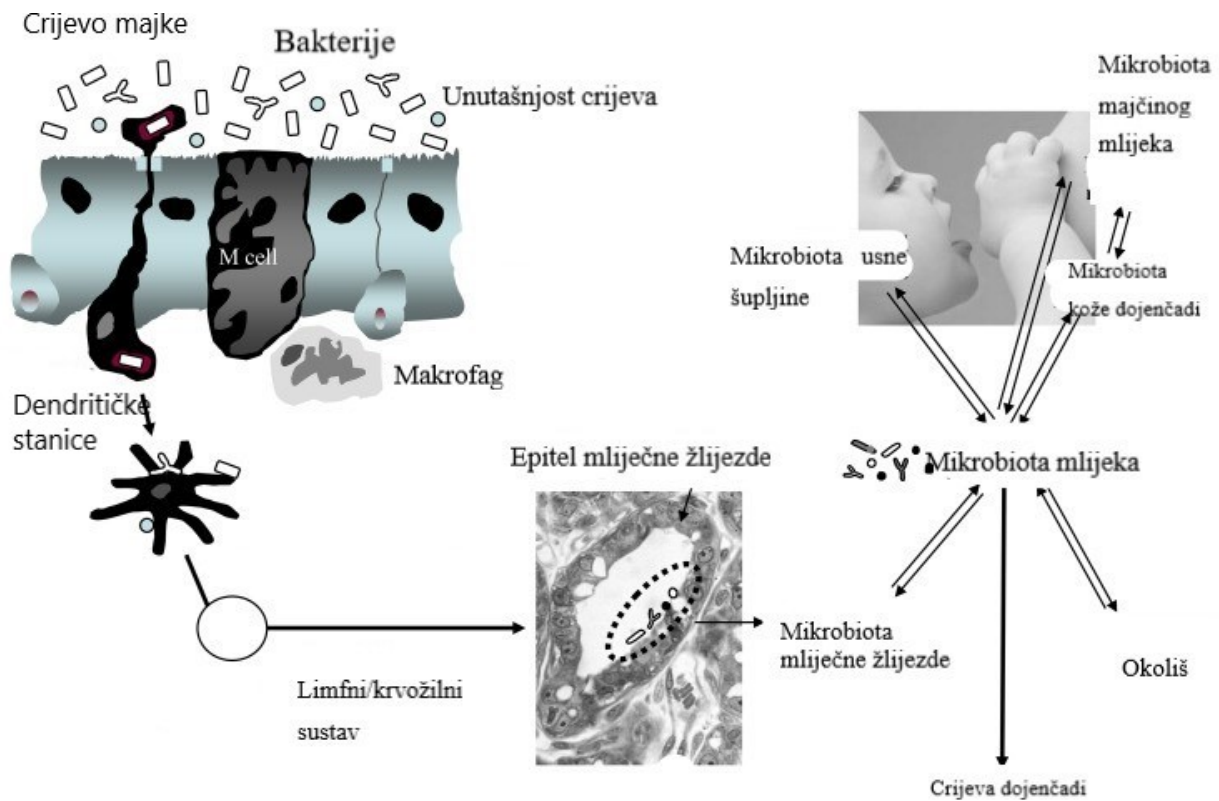 Crijevo majke
Bakterije
Unutašnjost crijeva
M cell
Makrofag
Dendritičke
stanice
Limfni/krvožilni
sustav
Epitel mliječne žlijezde
Mikrobiota
mliječne žlijezde
Mikrobiota
majčinog
mlijeka
Mikrobiota usne
šupljine
Mikrobiota
kože dojenčadi
Mikrobiota mlijeka
Okoliš
Crijeva dojenčadi